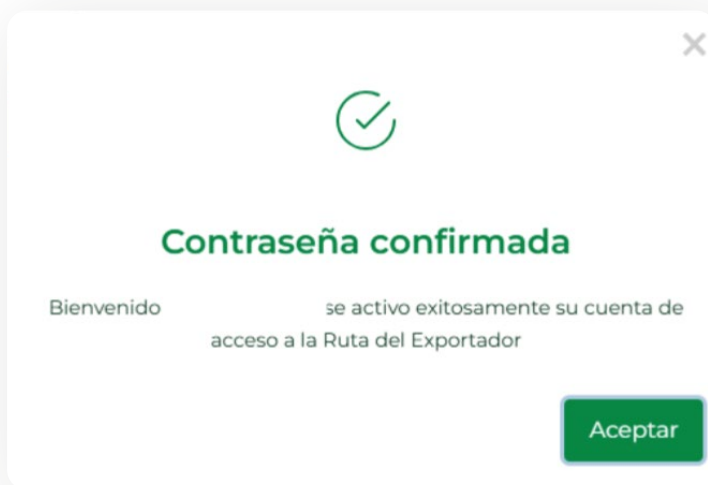 Contraseña confirmada
Bienvenido se activo exitosamente su cuenta de
acceso a la Ruta del Exportador
Aceptar